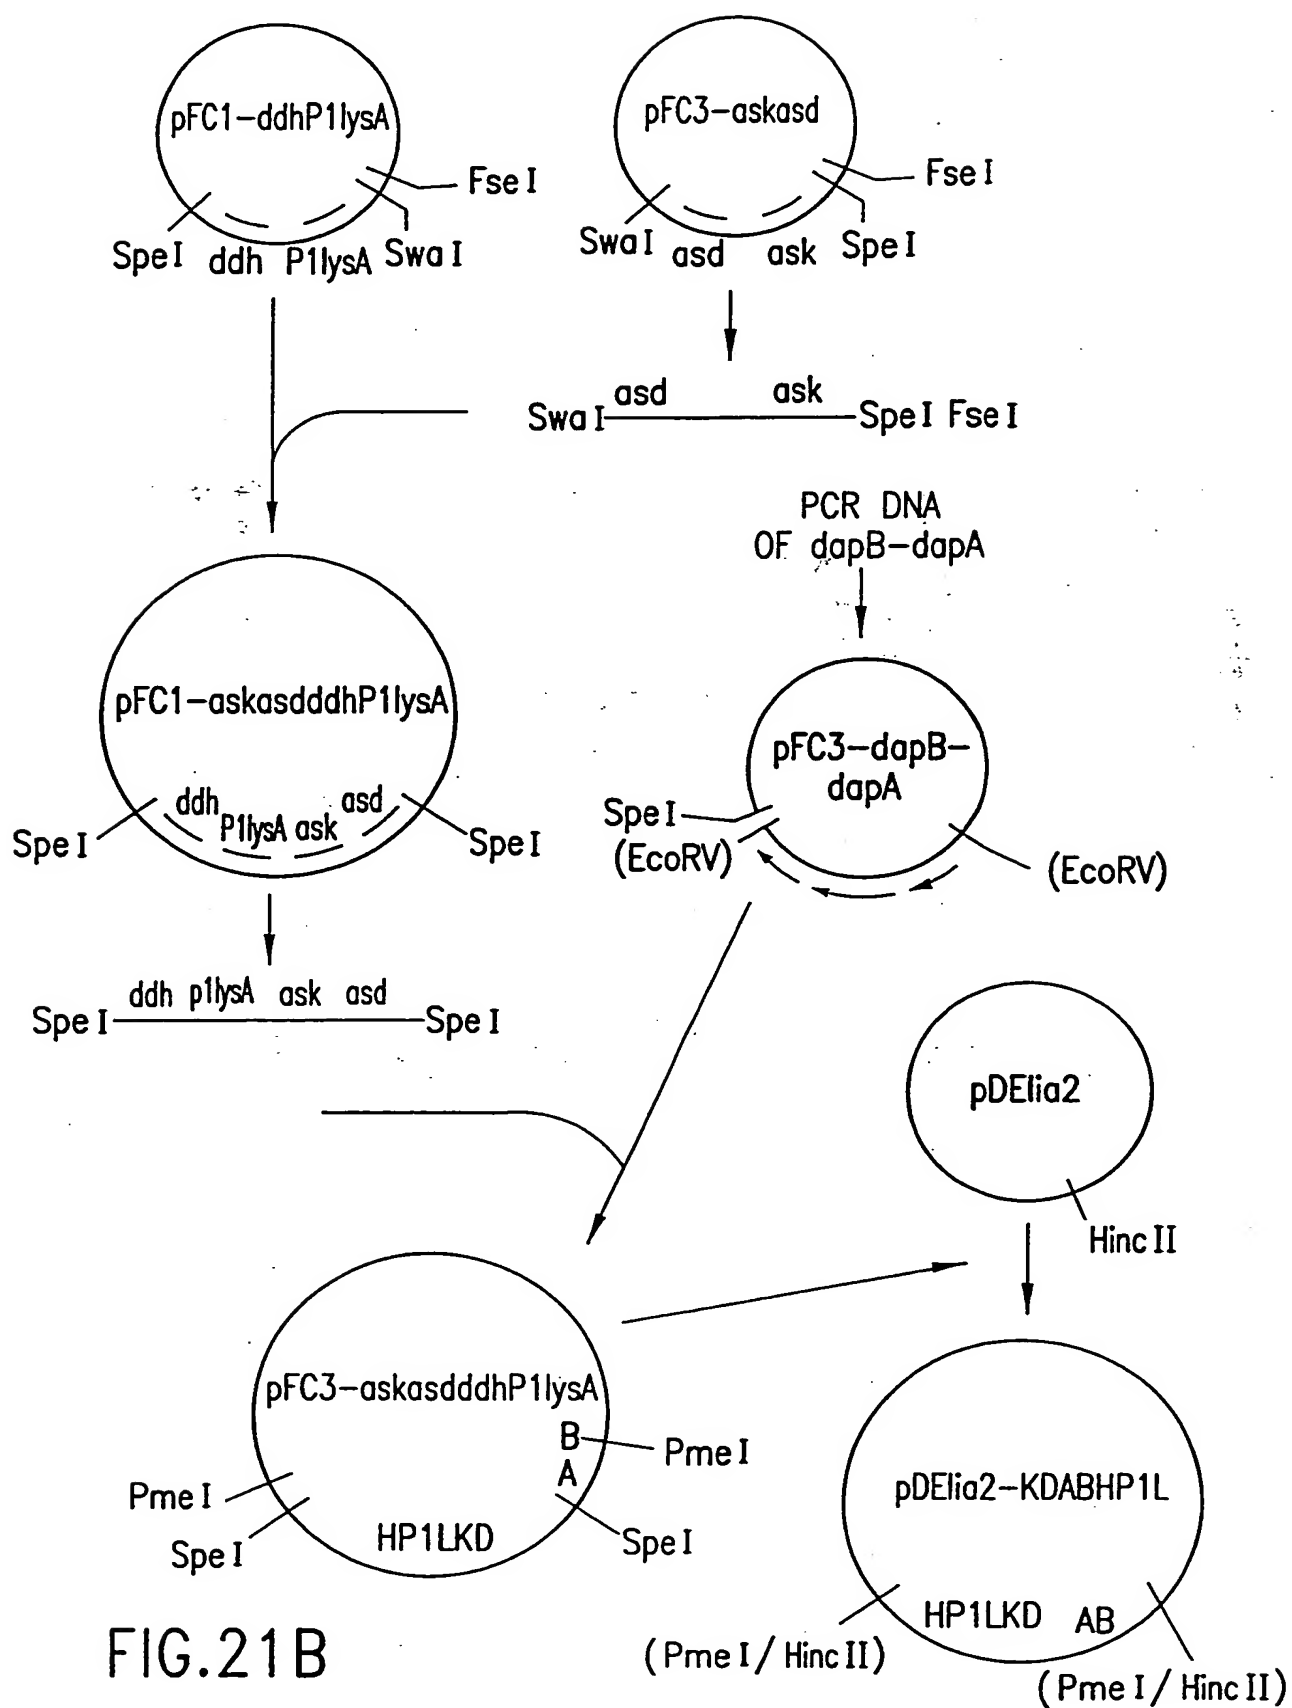 pFC1-ddhP1lysA
Fse I
Spe I ddh P1lysA Swa I
pFC3-askasd
Fse I
Swa I asd ask Spe I
asd ask
Swa I Spe I Fse I
PCR DNA
OF dapB-dapA
pFC1-askasdddhP1lysA
ddh P1lysA ask asd
Spe I Spe I
pFC3-dapB-
dapA
Spe I
(EcoRV)
(EcoRV)
ddh p1lysA ask asd
Spe I Spe I
pDElia2
Hinc II
pFC3-askasdddhP1lysA
B
Pme I
A
Pme I
Spe I
HP1LKD
Spe I
pDElia2-KDABHP1L
HP1LKD AB
(Pme I / Hinc II)
(Pme I / Hinc II)
FIG.21B